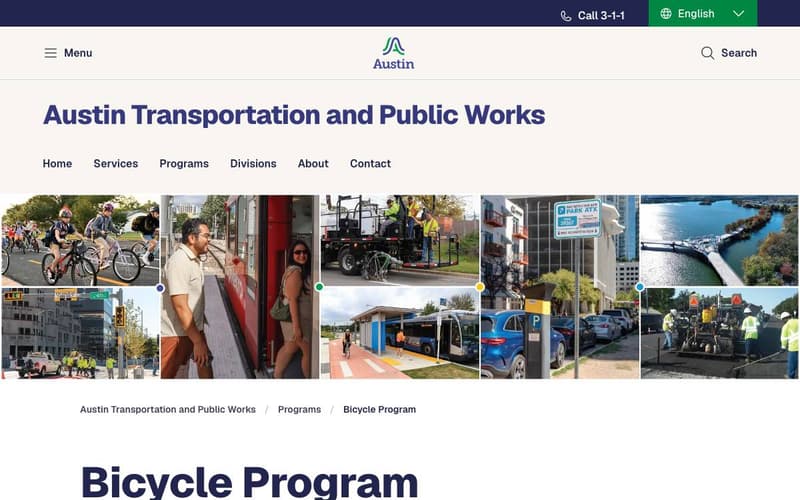 Call 3-1-1
English
Menu
Austin
Search
Austin Transportation and Public Works
Home
Services
Programs
Divisions
About
Contact
PARK ATX
P
Austin Transportation and Public Works / Programs / Bicycle Program
Bicycle Program